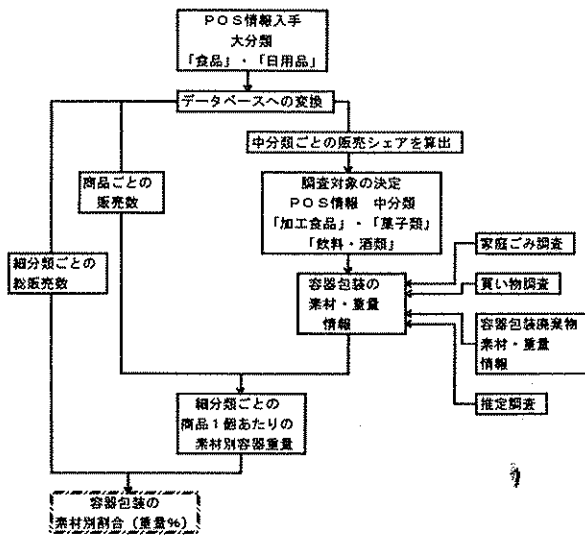 POS情報入手
大分類
「食品」・「日用品」
データベースへの変換
中分類ごとの販売シェアを算出
商品ごとの
販売数
調査対象の決定
POS情報 中分類
「加工食品」・「菓子類」
「飲料・酒類」
細分類ごとの
総販売数
容器包装の
素材・重量
情報
家庭ごみ調査
買い物調査
容器包装廃棄物
素材・重量
情報
推定調査
細分類ごとの
商品1個あたりの
素材別容器重量
容器包装の
素材別割合(重量%)